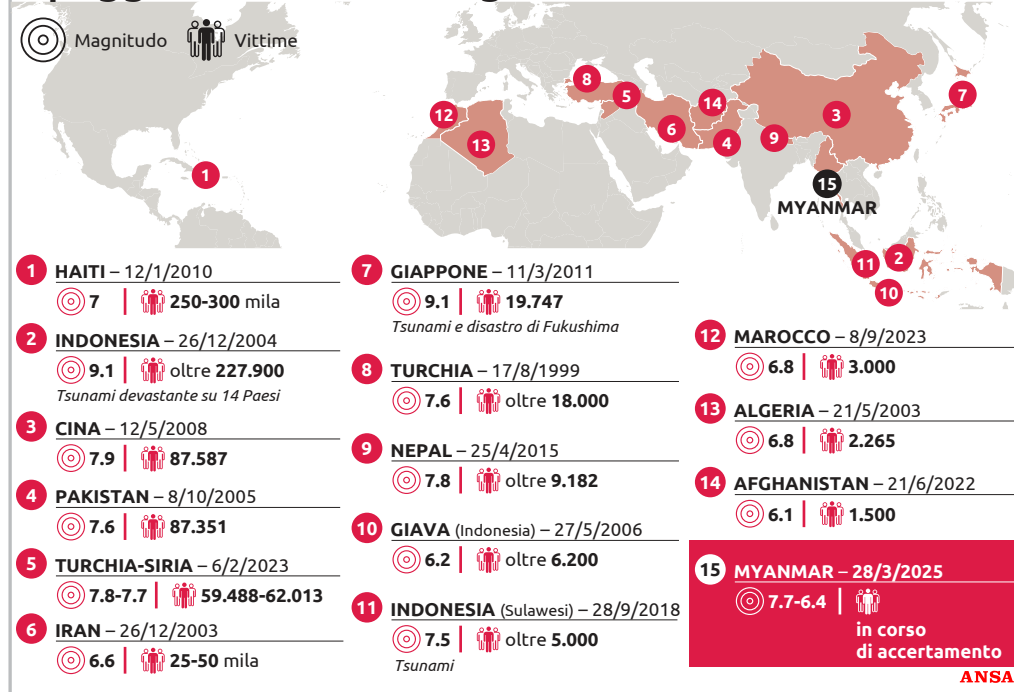 Magnitudo
Vittime
8
5
7
14
12
3
6
4
9
13
1
15
MYANMAR
11
2
10
1 HAITI – 12/1/2010
7 250-300 mila
2 INDONESIA – 26/12/2004
9.1 oltre 227.900
Tsunami devastante su 14 Paesi
3 CINA – 12/5/2008
7.9 87.587
4 PAKISTAN – 8/10/2005
7.6 87.351
5 TURCHIA-SIRIA – 6/2/2023
7.8-7.7 59.488-62.013
6 IRAN – 26/12/2003
6.6 25-50 mila
7 GIAPPONE – 11/3/2011
9.1 19.747
Tsunami e disastro di Fukushima
8 TURCHIA – 17/8/1999
7.6 oltre 18.000
9 NEPAL – 25/4/2015
7.8 oltre 9.182
10 GIAVA (Indonesia) – 27/5/2006
6.2 oltre 6.200
11 INDONESIA (Sulawesi) – 28/9/2018
7.5 oltre 5.000
Tsunami
12 MAROCCO – 8/9/2023
6.8 3.000
13 ALGERIA – 21/5/2003
6.8 2.265
14 AFGHANISTAN – 21/6/2022
6.1 1.500
15 MYANMAR – 28/3/2025
7.7-6.4
in corso
di accertamento
ANSA